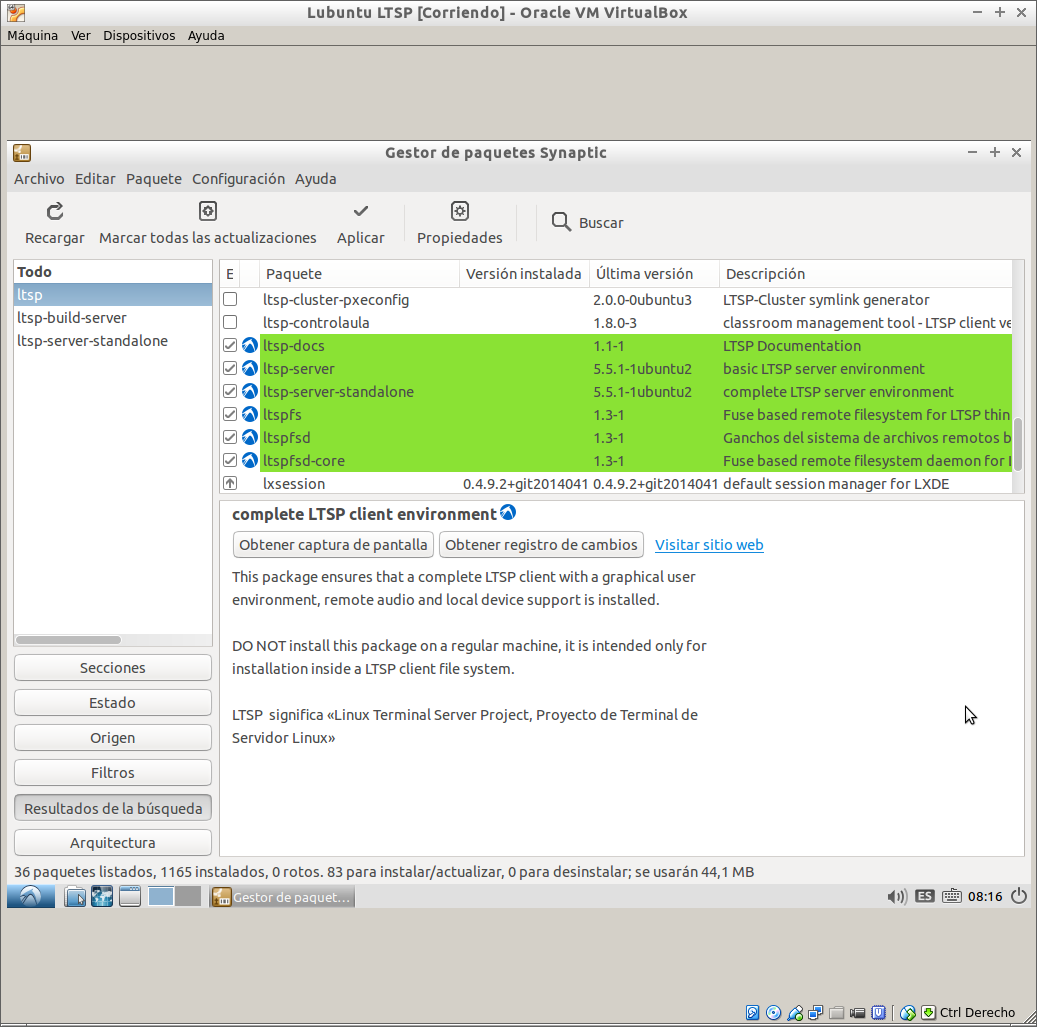 Lubuntu LTSP [Corriendo] - Oracle VM VirtualBox
Máquina Ver Dispositivos Ayuda
Gestor de paquetes Synaptic
Archivo Editar Paquete Configuración Ayuda
Recargar Marcar todas las actualizaciones Aplicar Propiedades Buscar
Todo
ltsp
ltsp-build-server
ltsp-server-standalone
E Paquete Versión instalada Última versión Descripción
ltsp-cluster-pxeconfig 2.0.0-0ubuntu3 LTSP-Cluster symlink generator
ltsp-controlaula 1.8.0-3 classroom management tool - LTSP client ve
ltsp-docs 1.1-1 LTSP Documentation
ltsp-server 5.5.1-1ubuntu2 basic LTSP server environment
ltsp-server-standalone 5.5.1-1ubuntu2 complete LTSP server environment
ltspfs 1.3-1 Fuse based remote filesystem for LTSP thin
ltspfsd 1.3-1 Ganchos del sistema de archivos remotos b
ltspfsd-core 1.3-1 Fuse based remote filesystem daemon for L
lxsession 0.4.9.2+git2014041 0.4.9.2+git2014041 default session manager for LXDE
complete LTSP client environment
Obtener captura de pantalla Obtener registro de cambios Visitar sitio web
This package ensures that a complete LTSP client with a graphical user
environment, remote audio and local device support is installed.
DO NOT install this package on a regular machine, it is intended only for
installation inside a LTSP client file system.
LTSP significa «Linux Terminal Server Project, Proyecto de Terminal de
Servidor Linux»
Secciones
Estado
Origen
Filtros
Resultados de la búsqueda
Arquitectura
36 paquetes listados, 1165 instalados, 0 rotos. 83 para instalar/actualizar, 0 para desinstalar; se usarán 44,1 MB
Gestor de paquet... ES 08:16
Ctrl Derecho